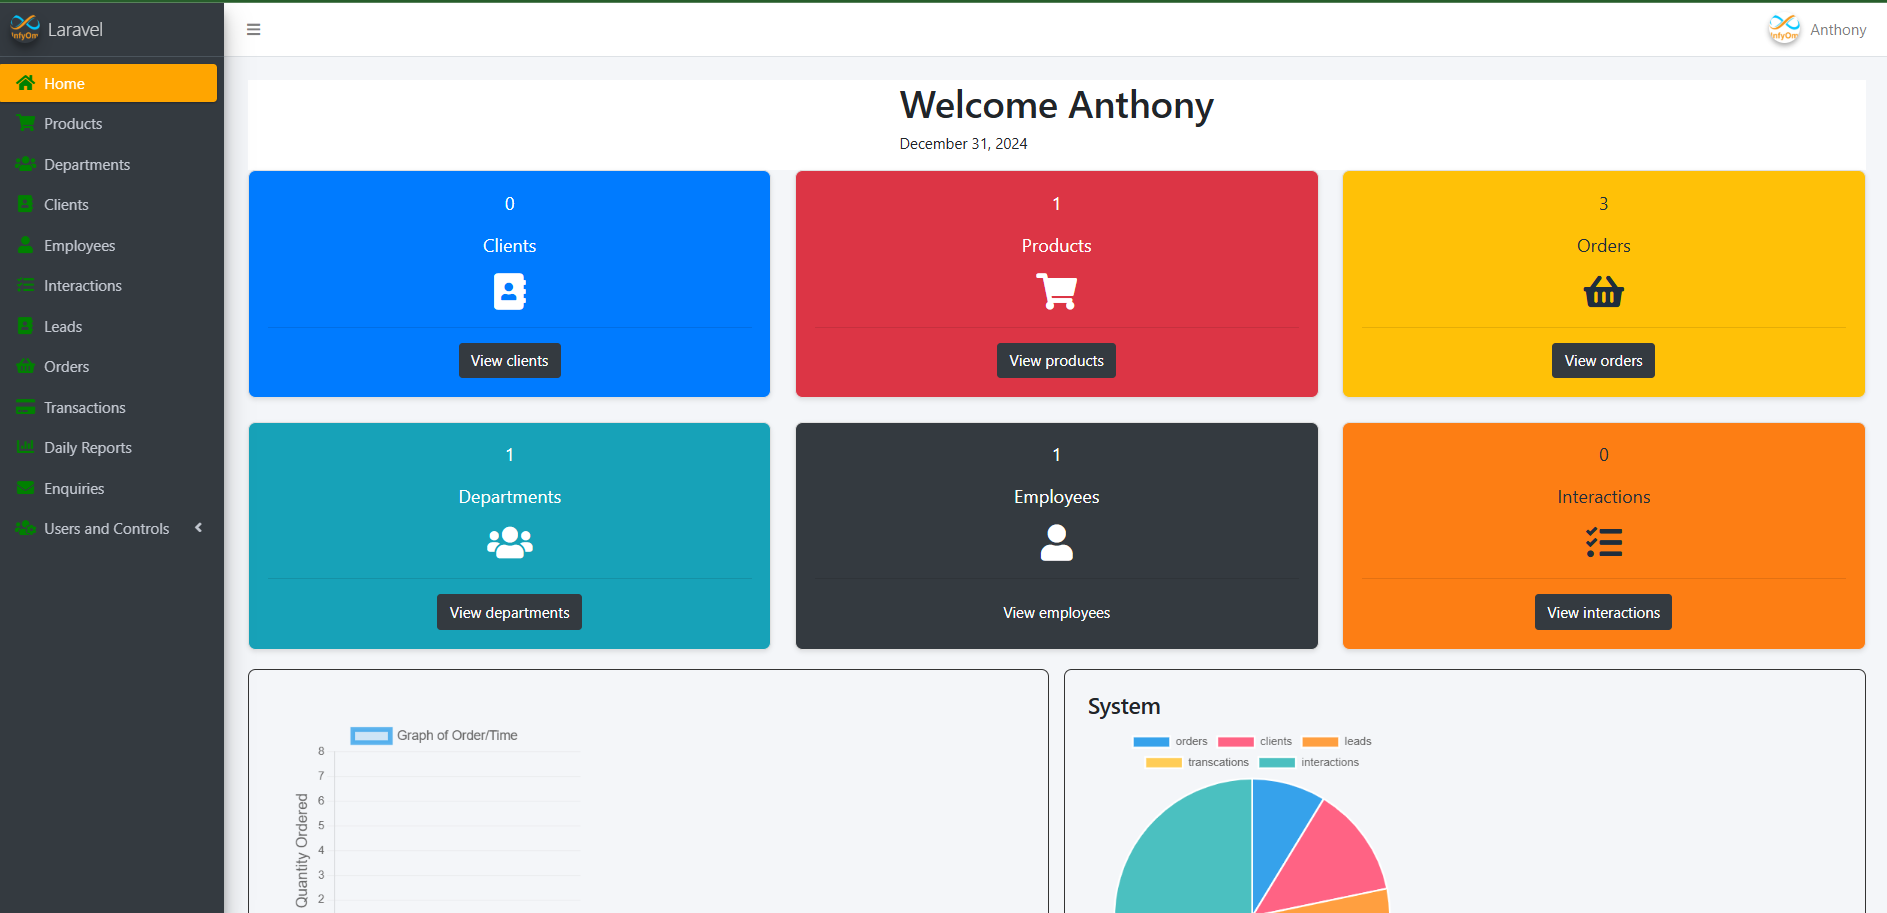 InfyOm
Laravel
InfyOm
Anthony
Home
Products
Departments
Clients
Employees
Interactions
Leads
Orders
Transactions
Daily Reports
Enquiries
Users and Controls
Welcome Anthony
December 31, 2024
0
Clients
View clients
1
Products
View products
3
Orders
View orders
1
Departments
View departments
1
Employees
View employees
0
Interactions
View interactions
Graph of Order/Time
8
7
6
5
4
3
2
Quantity Ordered
System
orders clients leads
transcations interactions